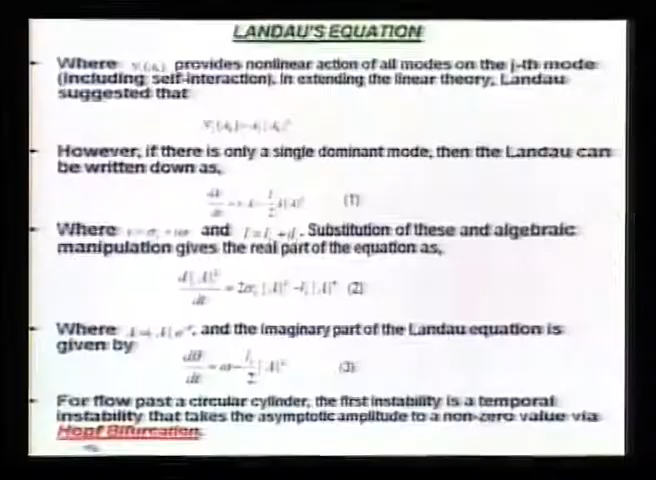 LANDAU'S EQUATION
Where provides nonlinear action of all modes on the j-th mode
(including self-interaction). In extending the linear theory, Landau
suggested that
However, if there is only a single dominant mode, then the Landau can
be written down as,
(1)
Where and . Substitution of these and algebraic
manipulation gives the real part of the equation as,
(2)
Where , and the imaginary part of the Landau equation is
given by
(3)
For flow past a circular cylinder, the first instability is a temporal
instability that takes the asymptotic amplitude to a non-zero value via
Hopf Bifurcation.